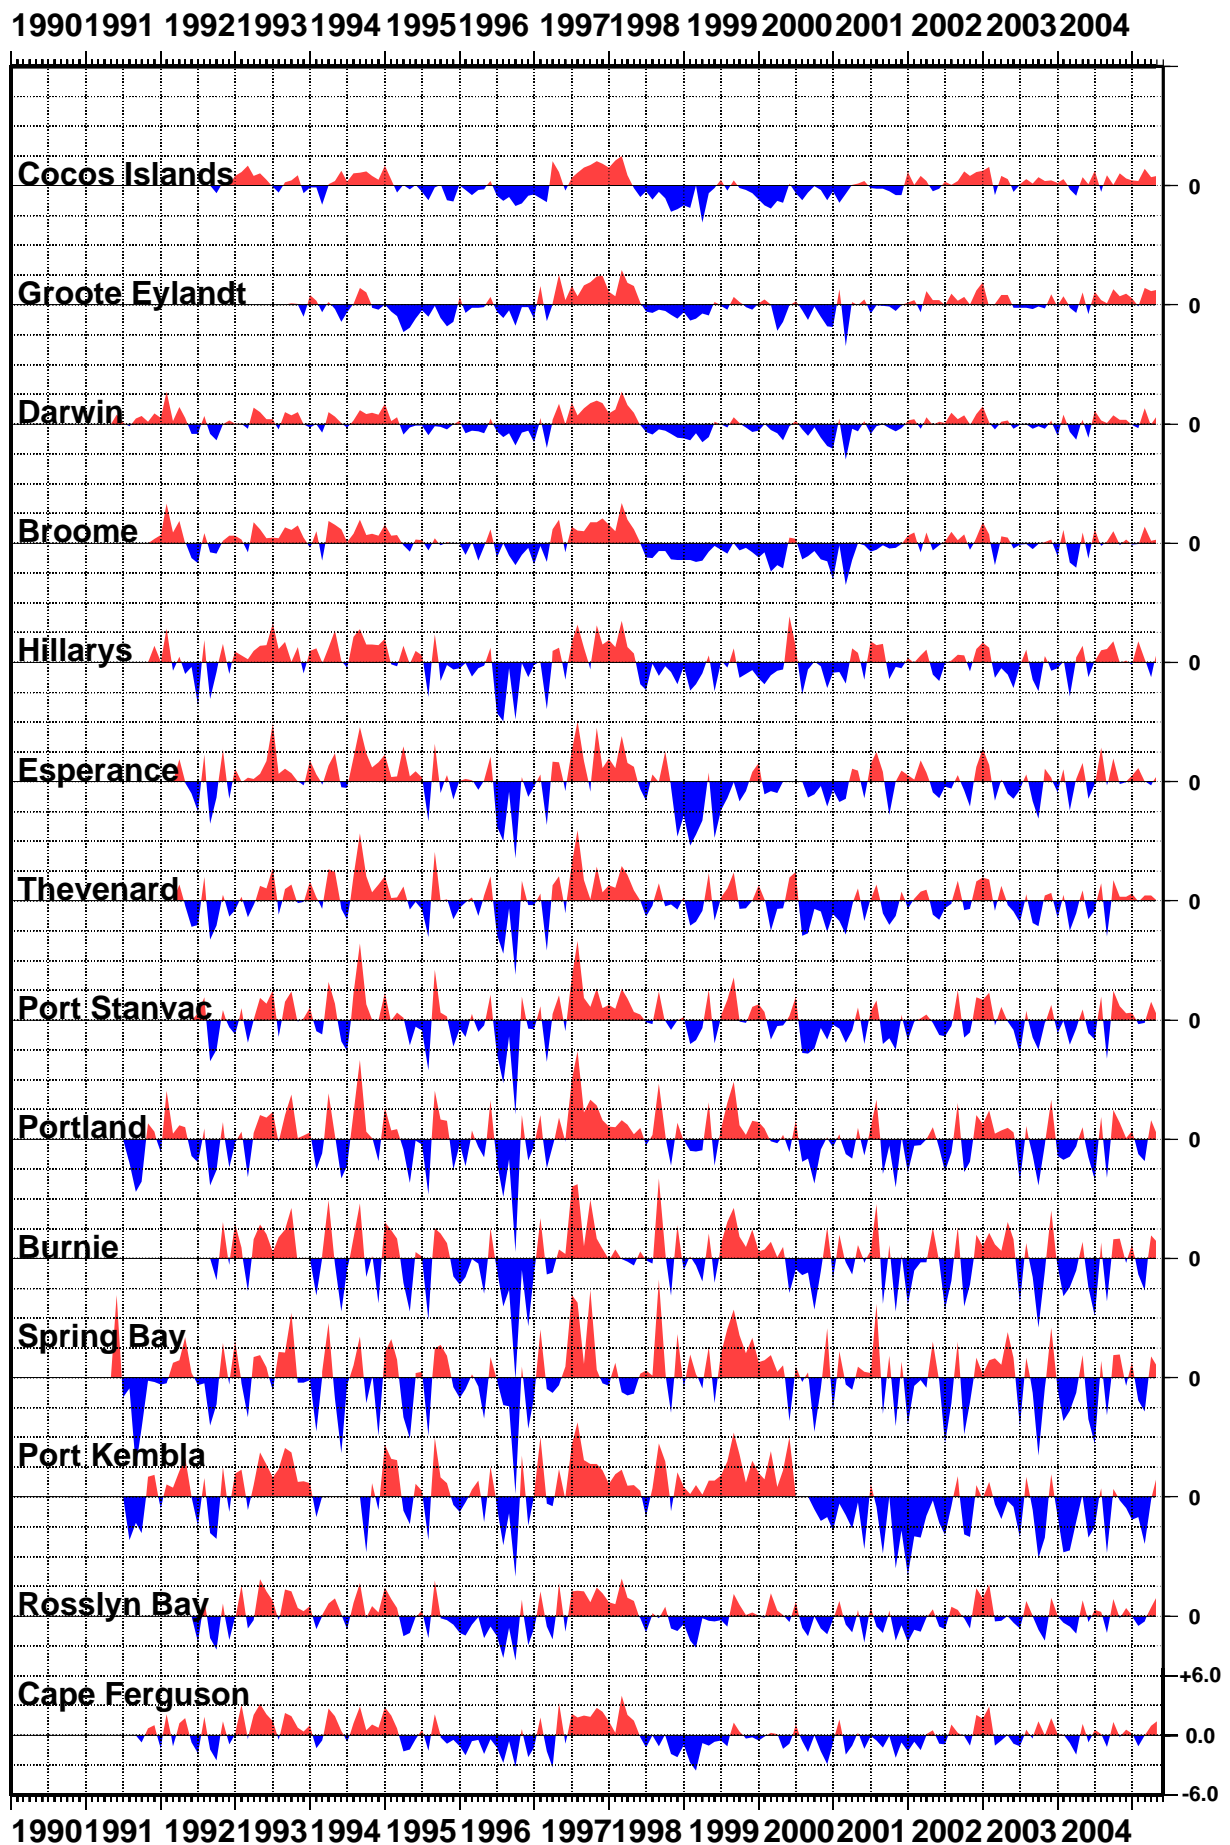 1990 1991 1992 1993 1994 1995 1996 1997 1998 1999 2000 2001 2002 2003 2004
Cocos Islands 0
Groote Eylandt 0
Darwin 0
Broome 0
Hillarys 0
Esperance 0
Thevenard 0
Port Stanvac 0
Portland 0
Burnie 0
Spring Bay 0
Port Kembla 0
Rosslyn Bay 0
+6.0
Cape Ferguson 0.0
-6.0
1990 1991 1992 1993 1994 1995 1996 1997 1998 1999 2000 2001 2002 2003 2004